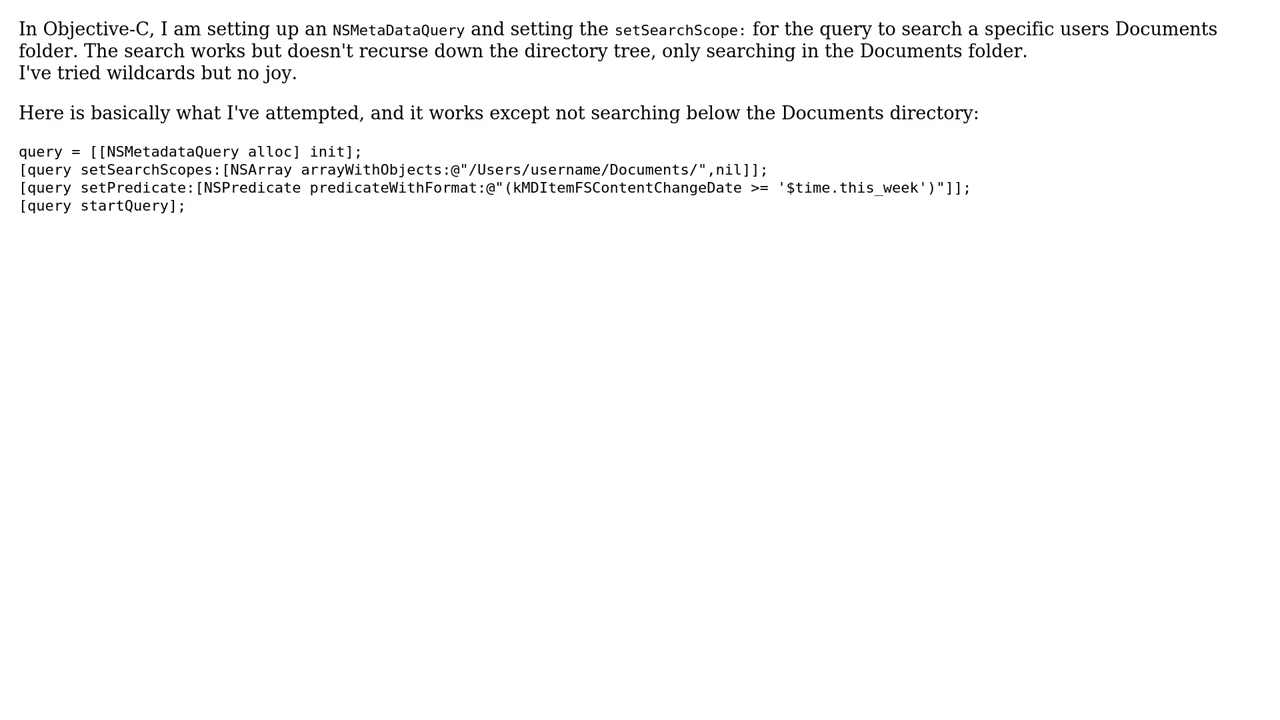 In Objective-C, I am setting up an NSMetaDataQuery and setting the setSearchScope: for the query to search a specific users Documents
folder. The search works but doesn't recurse down the directory tree, only searching in the Documents folder.
I've tried wildcards but no joy.
Here is basically what I've attempted, and it works except not searching below the Documents directory:
query = [[NSMetadataQuery alloc] init];
[query setSearchScopes:[NSArray arrayWithObjects:@"/Users/username/Documents/",nil]];
[query setPredicate:[NSPredicate predicateWithFormat:@"(kMDItemFSContentChangeDate >= '$time.this_week')"]];
[query startQuery];